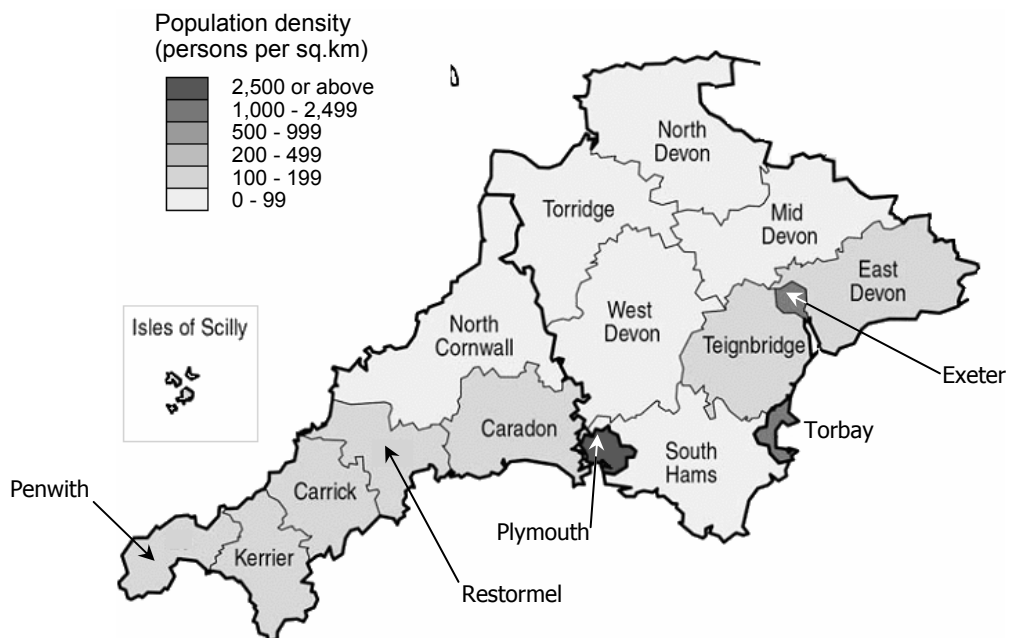 Population density
(persons per sq.km)
2,500 or above
1,000 - 2,499
500 - 999
200 - 499
100 - 199
0 - 99
North
Devon
Torridge
Mid
Devon
East
Devon
West
Devon
Isles of Scilly
North
Cornwall
Teignbridge
Exeter
Caradon
Torbay
South
Hams
Penwith
Carrick
Plymouth
Kerrier
Restormel